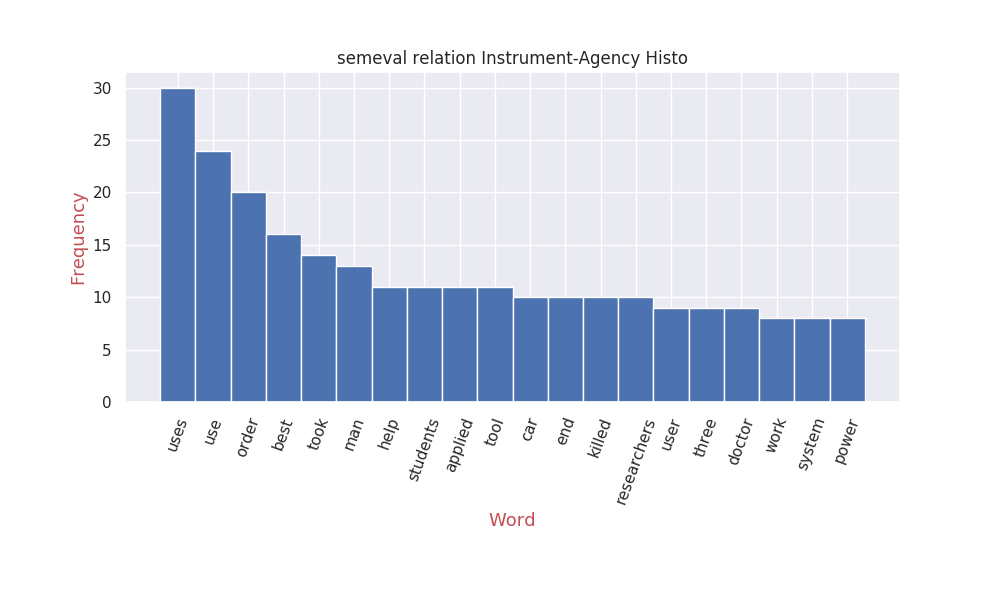 semeval relation Instrument-Agency Histo
Frequency
30
25
20
15
10
5
0
uses use order best took man help students applied tool car end killed researchers user three doctor work system power
Word